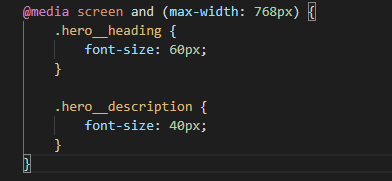 @media screen and (max-width: 768px) {
    .hero__heading {
        font-size: 60px;
    }

    .hero__description {
        font-size: 40px;
    }
}